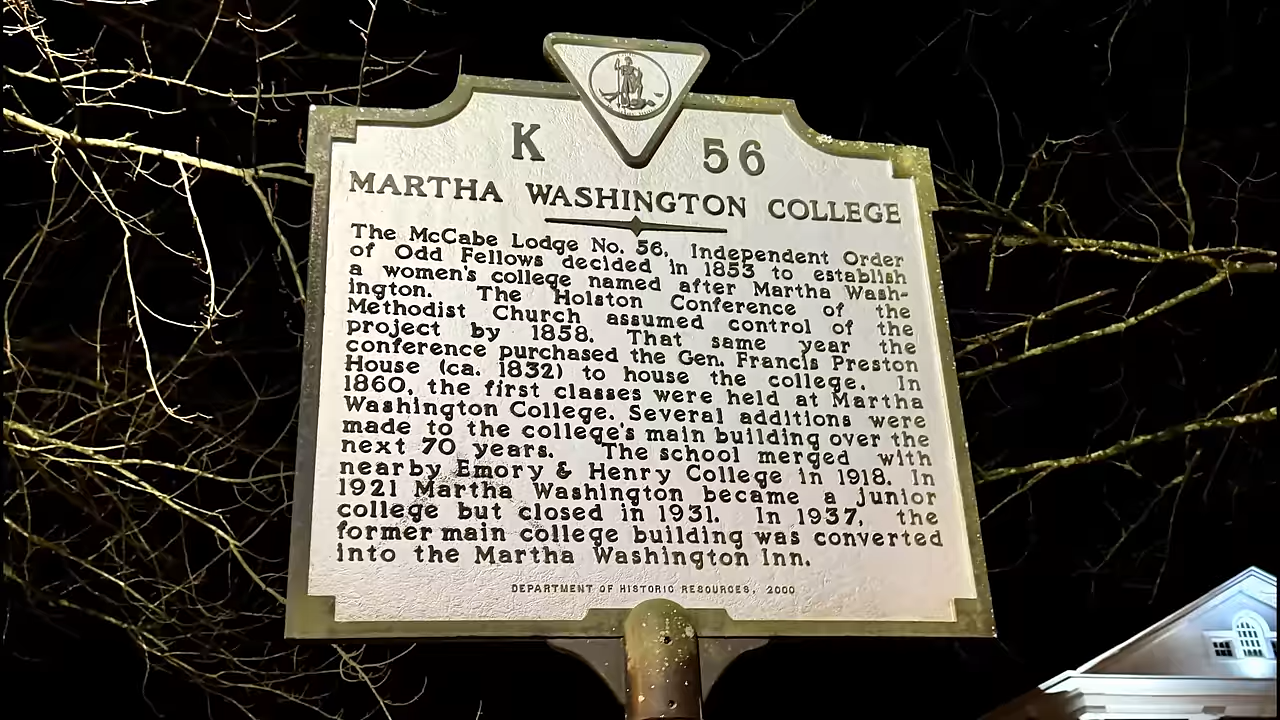 K 56
MARTHA WASHINGTON COLLEGE
The McCabe Lodge No. 56, Independent Order
of Odd Fellows decided in 1853 to establish
a women's college named after Martha Wash-
ington. The Holston Conference of the
Methodist Church assumed control of the
project by 1858. That same year the
conference purchased the Gen. Francis Preston
House (ca. 1832) to house the college. In
1860, the first classes were held at Martha
Washington College. Several additions were
made to the college's main building over the
next 70 years. The school merged with
nearby Emory & Henry College in 1918. In
1921 Martha Washington became a junior
college but closed in 1931. In 1937, the
former main college building was converted
into the Martha Washington Inn.
DEPARTMENT OF HISTORIC RESOURCES, 2000